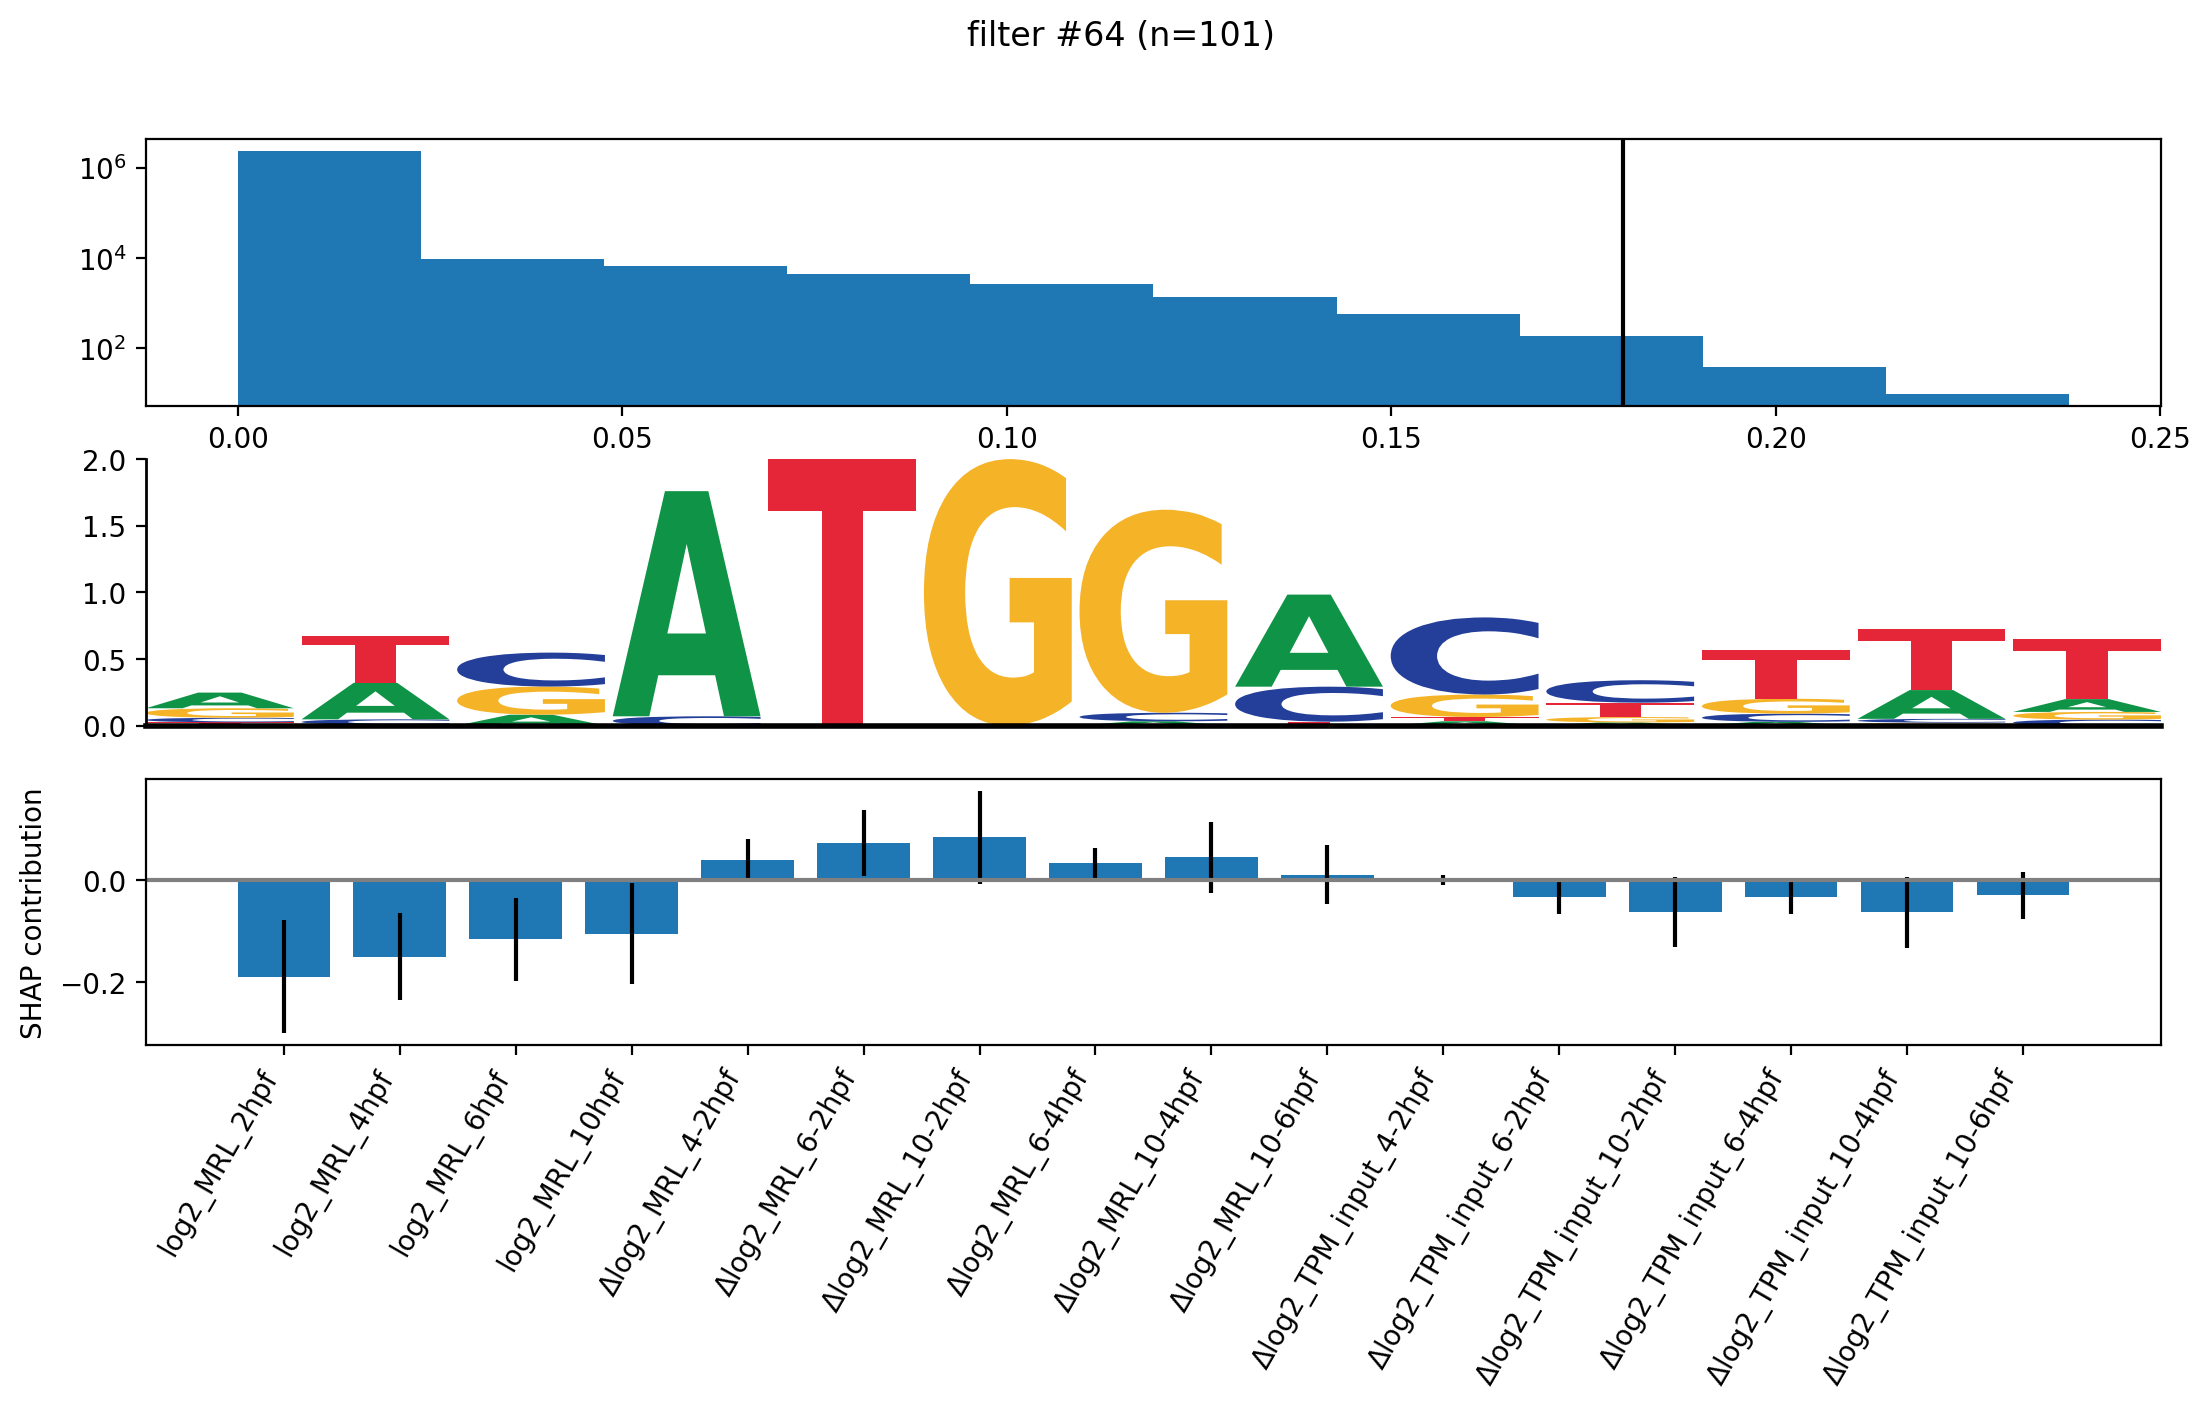 filter #64 (n=101)
10^6
10^4
10^2
0.00 0.05 0.10 0.15 0.20 0.25
2.0
1.5
1.0
0.5
0.0
A T C A T G G A C C T T T
SHAP contribution
0.0
−0.2
log2_MRL_2hpf
log2_MRL_4hpf
log2_MRL_6hpf
log2_MRL_10hpf
Δlog2_MRL_4-2hpf
Δlog2_MRL_6-2hpf
Δlog2_MRL_10-2hpf
Δlog2_MRL_6-4hpf
Δlog2_MRL_10-4hpf
Δlog2_MRL_10-6hpf
Δlog2_TPM_input_4-2hpf
Δlog2_TPM_input_6-2hpf
Δlog2_TPM_input_10-2hpf
Δlog2_TPM_input_6-4hpf
Δlog2_TPM_input_10-4hpf
Δlog2_TPM_input_10-6hpf